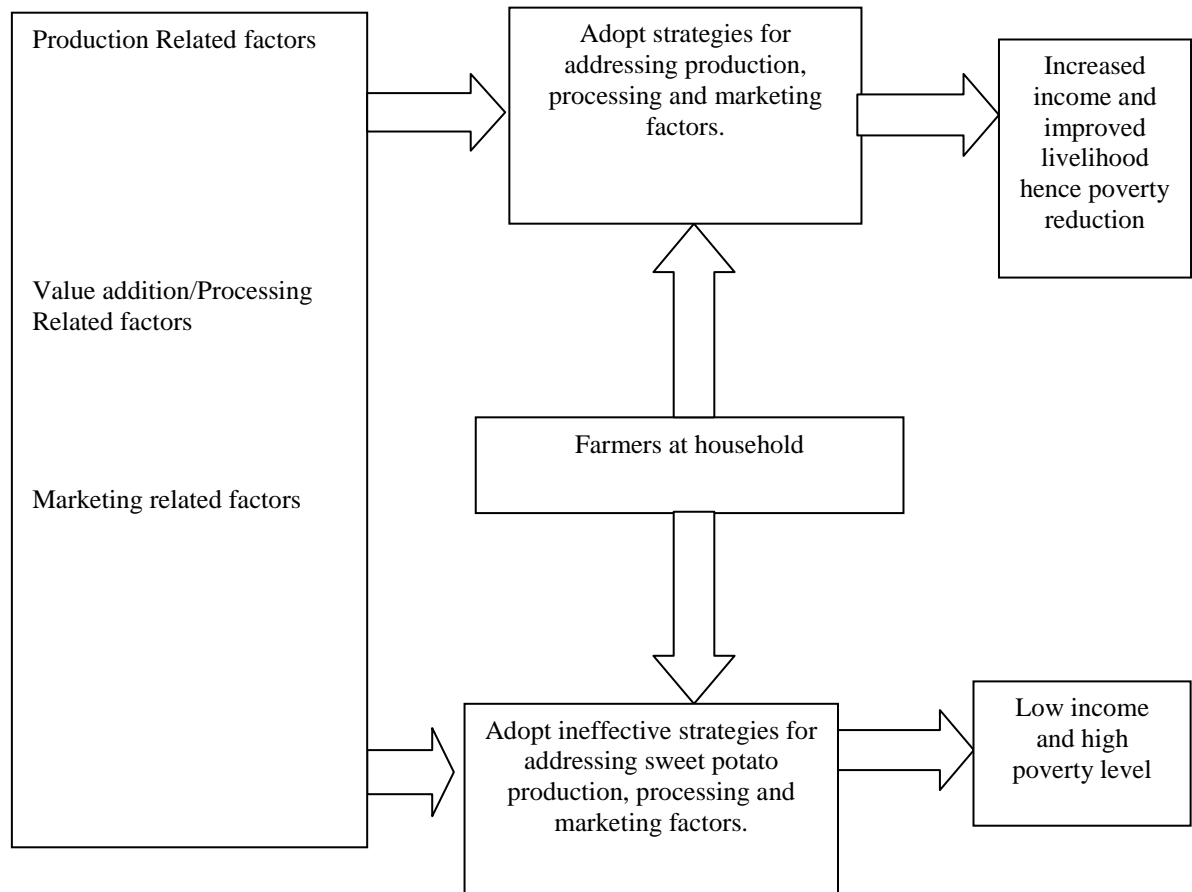 Production Related factors
Value addition/Processing
Related factors
Marketing related factors
Adopt strategies for
addressing production,
processing and marketing
factors.
Increased
income and
improved
livelihood
hence poverty
reduction
Farmers at household
Adopt ineffective strategies for
addressing sweet potato
production, processing and
marketing factors.
Low income
and high
poverty level